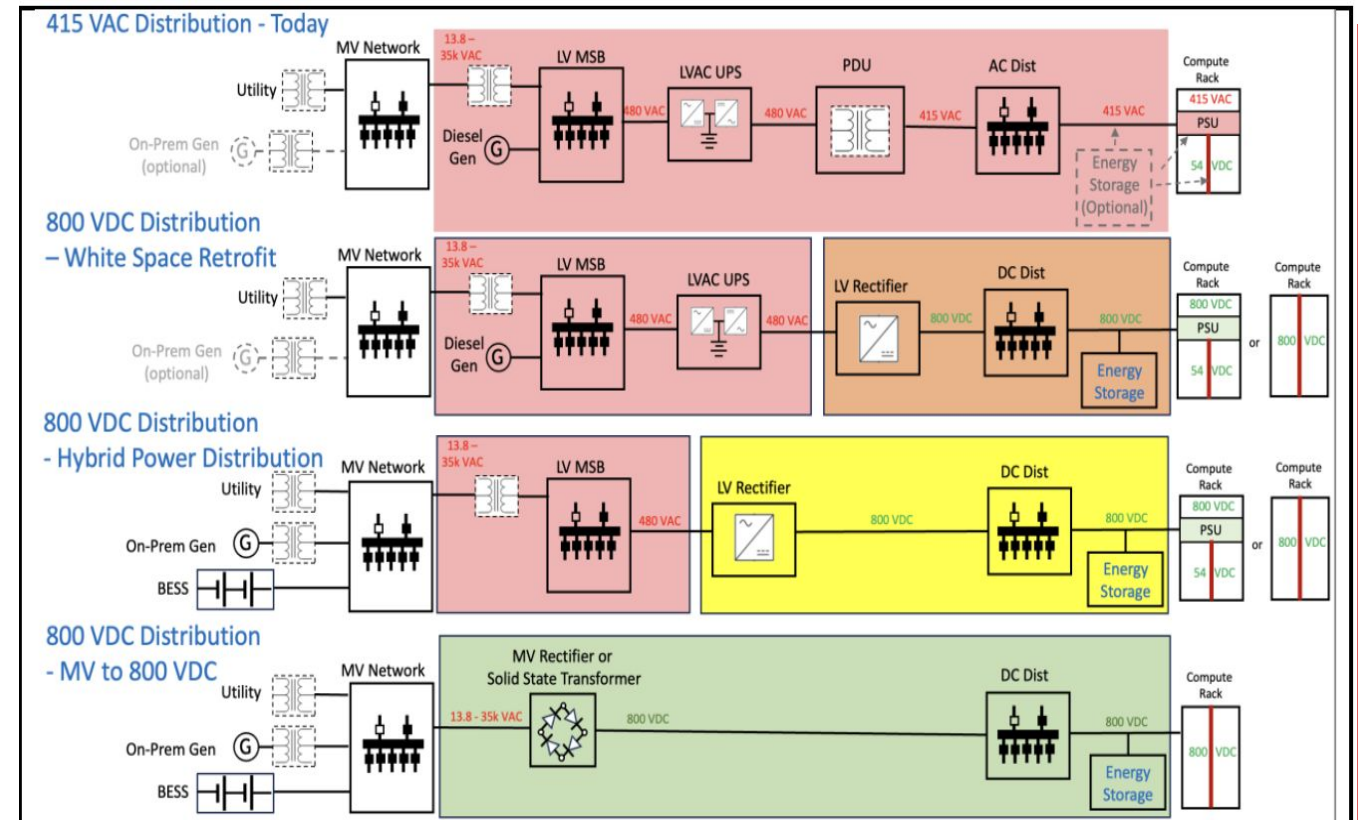 415 VAC Distribution - Today
MV Network
13.8 –
35k VAC
LV MSB
LVAC UPS
PDU
AC Dist
Compute
Rack
Utility
480 VAC
480 VAC
415 VAC
415 VAC
415 VAC
PSU
On-Prem Gen
(optional)
G
Diesel
Gen
G
Energy
Storage
(Optional)
54 VDC
800 VDC Distribution
– White Space Retrofit
MV Network
13.8 –
35k VAC
LV MSB
LVAC UPS
LV Rectifier
DC Dist
Compute
Rack
Compute
Rack
Utility
480 VAC
480 VAC
800 VDC
800 VDC
800 VDC
PSU
or
800 VDC
On-Prem Gen
(optional)
G
Diesel
Gen
G
Energy
Storage
54 VDC
800 VDC Distribution
- Hybrid Power Distribution
MV Network
13.8 –
35k VAC
LV MSB
LV Rectifier
DC Dist
Compute
Rack
Compute
Rack
Utility
480 VAC
800 VDC
800 VDC
800 VDC
PSU
or
800 VDC
On-Prem Gen
G
BESS
Energy
Storage
54 VDC
800 VDC Distribution
- MV to 800 VDC
MV Network
MV Rectifier or
Solid State Transformer
DC Dist
Compute
Rack
Utility
13.8 - 35k VAC
800 VDC
800 VDC
800 VDC
On-Prem Gen
G
BESS
Energy
Storage